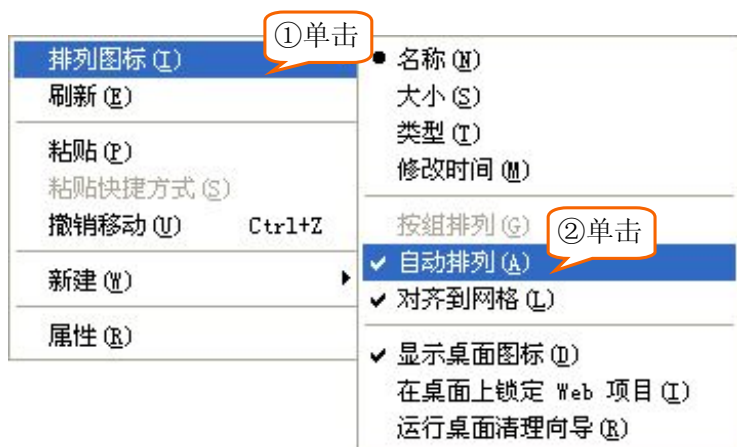 ①单击
排列图标(I)
刷新(E)
粘贴(P)
粘贴快捷方式(S)
撤销移动(U) Ctrl+Z
新建(W)
属性(R)
名称(N)
大小(S)
类型(T)
修改时间(M)
按组排列(G)
②单击
自动排列(A)
对齐到网格(L)
显示桌面图标(D)
在桌面上锁定 Web 项目(I)
运行桌面清理向导(R)